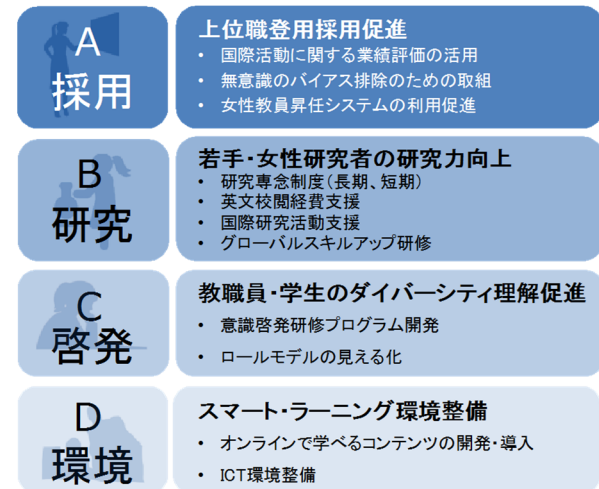 A
採用
上位職登用採用促進
• 国際活動に関する業績評価の活用
• 無意識のバイアス排除のための取組
• 女性教員昇任システムの利用促進
B
研究
若手・女性研究者の研究力向上
• 研究専念制度(長期、短期)
• 英文校閲経費支援
• 国際研究活動支援
• グローバルスキルアップ研修
C
啓発
教職員・学生のダイバーシティ理解促進
• 意識啓発研修プログラム開発
• ロールモデルの見える化
D
環境
スマート・ラーニング環境整備
• オンラインで学べるコンテンツの開発・導入
• ICT環境整備